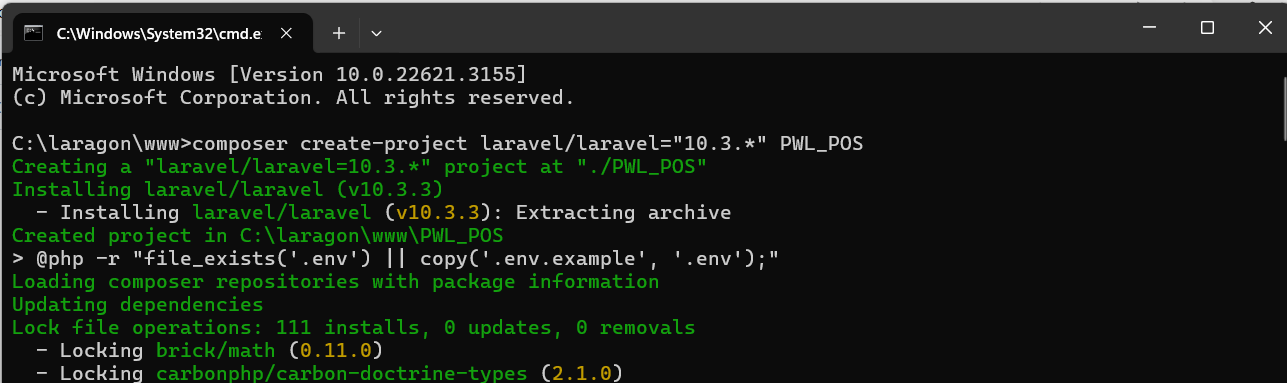 C:\Windows\System32\cmd.e
Microsoft Windows [Version 10.0.22621.3155]
(c) Microsoft Corporation. All rights reserved.
C:\laragon\www>composer create-project laravel/laravel="10.3.*" PWL_POS
Creating a "laravel/laravel=10.3.*" project at "./PWL_POS"
Installing laravel/laravel (v10.3.3)
  - Installing laravel/laravel (v10.3.3): Extracting archive
Created project in C:\laragon\www\PWL_POS
> @php -r "file_exists('.env') || copy('.env.example', '.env');"
Loading composer repositories with package information
Updating dependencies
Lock file operations: 111 installs, 0 updates, 0 removals
  - Locking brick/math (0.11.0)
  - Locking carbonphp/carbon-doctrine-types (2.1.0)